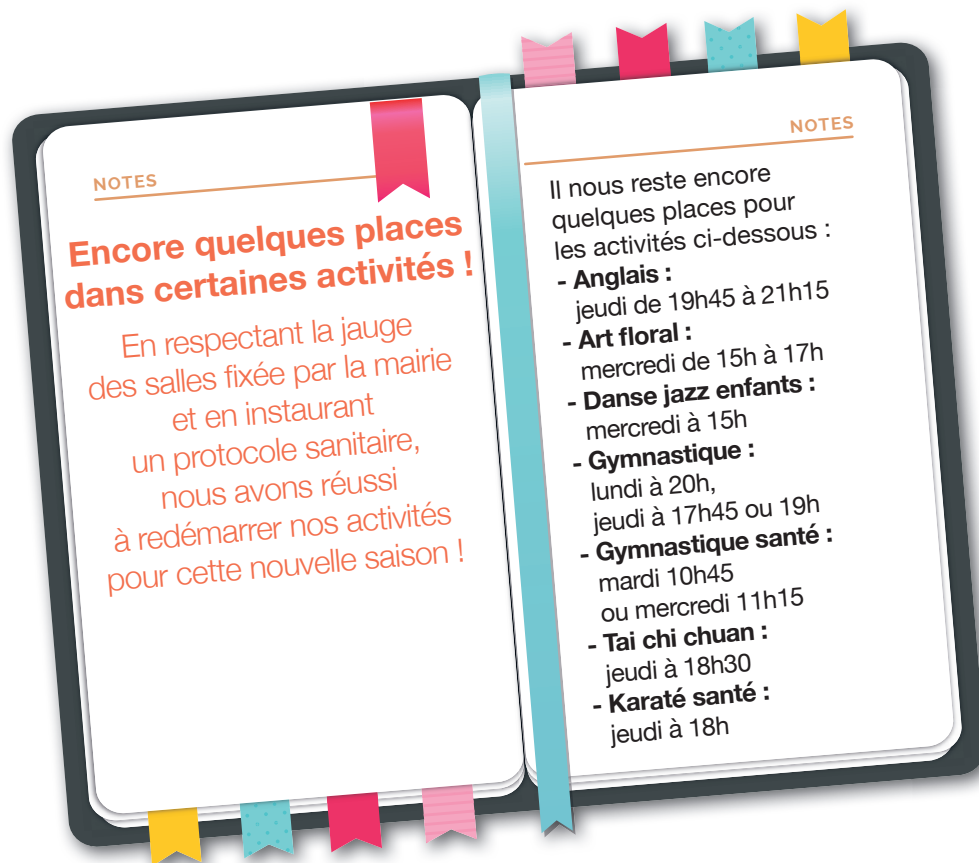 NOTES
Encore quelques places
dans certaines activités !
En respectant la jauge
des salles fixée par la mairie
et en instaurant
un protocole sanitaire,
nous avons réussi
à redémarrer nos activités
pour cette nouvelle saison !
NOTES
Il nous reste encore
quelques places pour
les activités ci-dessous :
- Anglais :
jeudi de 19h45 à 21h15
- Art floral :
mercredi de 15h à 17h
- Danse jazz enfants :
mercredi à 15h
- Gymnastique :
lundi à 20h,
jeudi à 17h45 ou 19h
- Gymnastique santé :
mardi 10h45
ou mercredi 11h15
- Tai chi chuan :
jeudi à 18h30
- Karaté santé :
jeudi à 18h